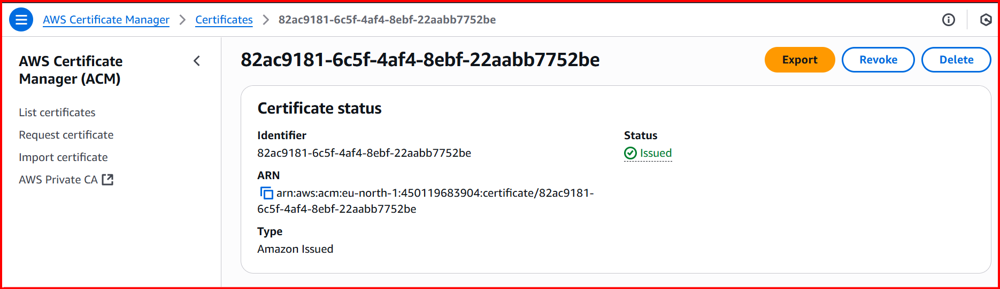 AWS Certificate Manager > Certificates > 82ac9181-6c5f-4af4-8ebf-22aabb7752be
AWS Certificate
Manager (ACM)
List certificates
Request certificate
Import certificate
AWS Private CA
82ac9181-6c5f-4af4-8ebf-22aabb7752be
Export
Revoke
Delete
Certificate status
Identifier
82ac9181-6c5f-4af4-8ebf-22aabb7752be
ARN
arn:aws:acm:eu-north-1:450119683904:certificate/82ac9181-
6c5f-4af4-8ebf-22aabb7752be
Type
Amazon Issued
Status
Issued